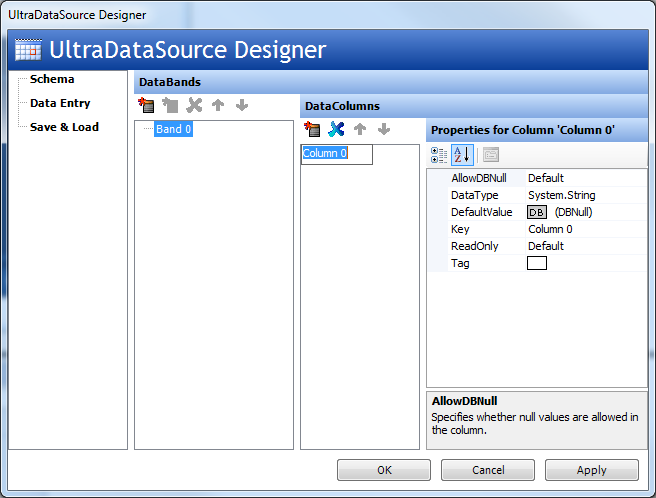 UltraDataSource Designer
UltraDataSource Designer
Schema
Data Entry
Save & Load
DataBands
Band 0
DataColumns
Column 0
Properties for Column 'Column 0'
AllowDBNull Default
DataType System.String
DefaultValue DB (DBNull)
Key Column 0
ReadOnly Default
Tag
AllowDBNull
Specifies whether null values are allowed in
the column.
OK Cancel Apply